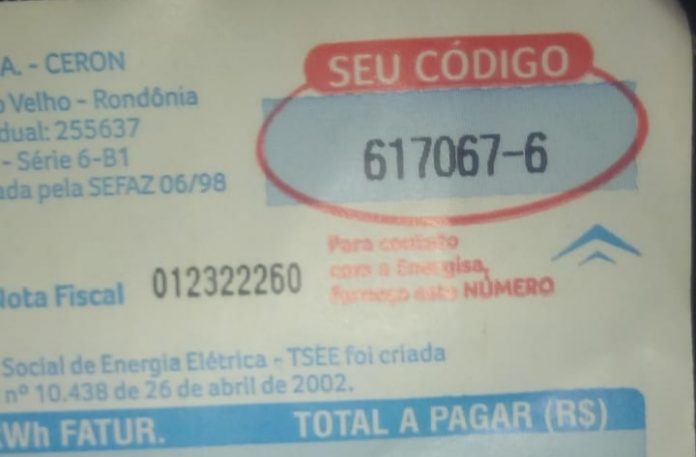 A. - CERON
o Velho - Rondônia
dual: 255637
- Série 6-B1
ada pela SEFAZ 06/98
SEU CÓDIGO
617067-6
Para contato
com a Energisa,
forneça este NÚMERO
Nota Fiscal 012322260
Social de Energia Elétrica - TSEE foi criada
nº 10.438 de 26 de abril de 2002.
KWh FATUR. TOTAL A PAGAR (R$)